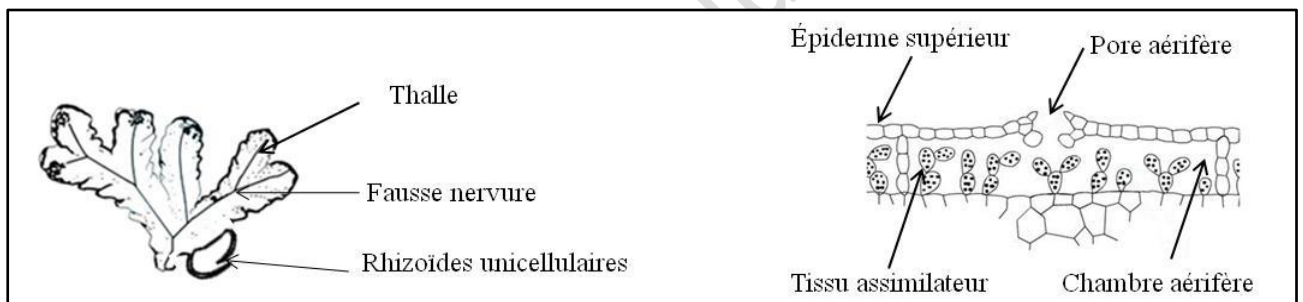 Thalle
Fausse nervure
Rhizoïdes unicellulaires
Épiderme supérieur
Pore aérifère
Tissu assimilateur
Chambre aérifère